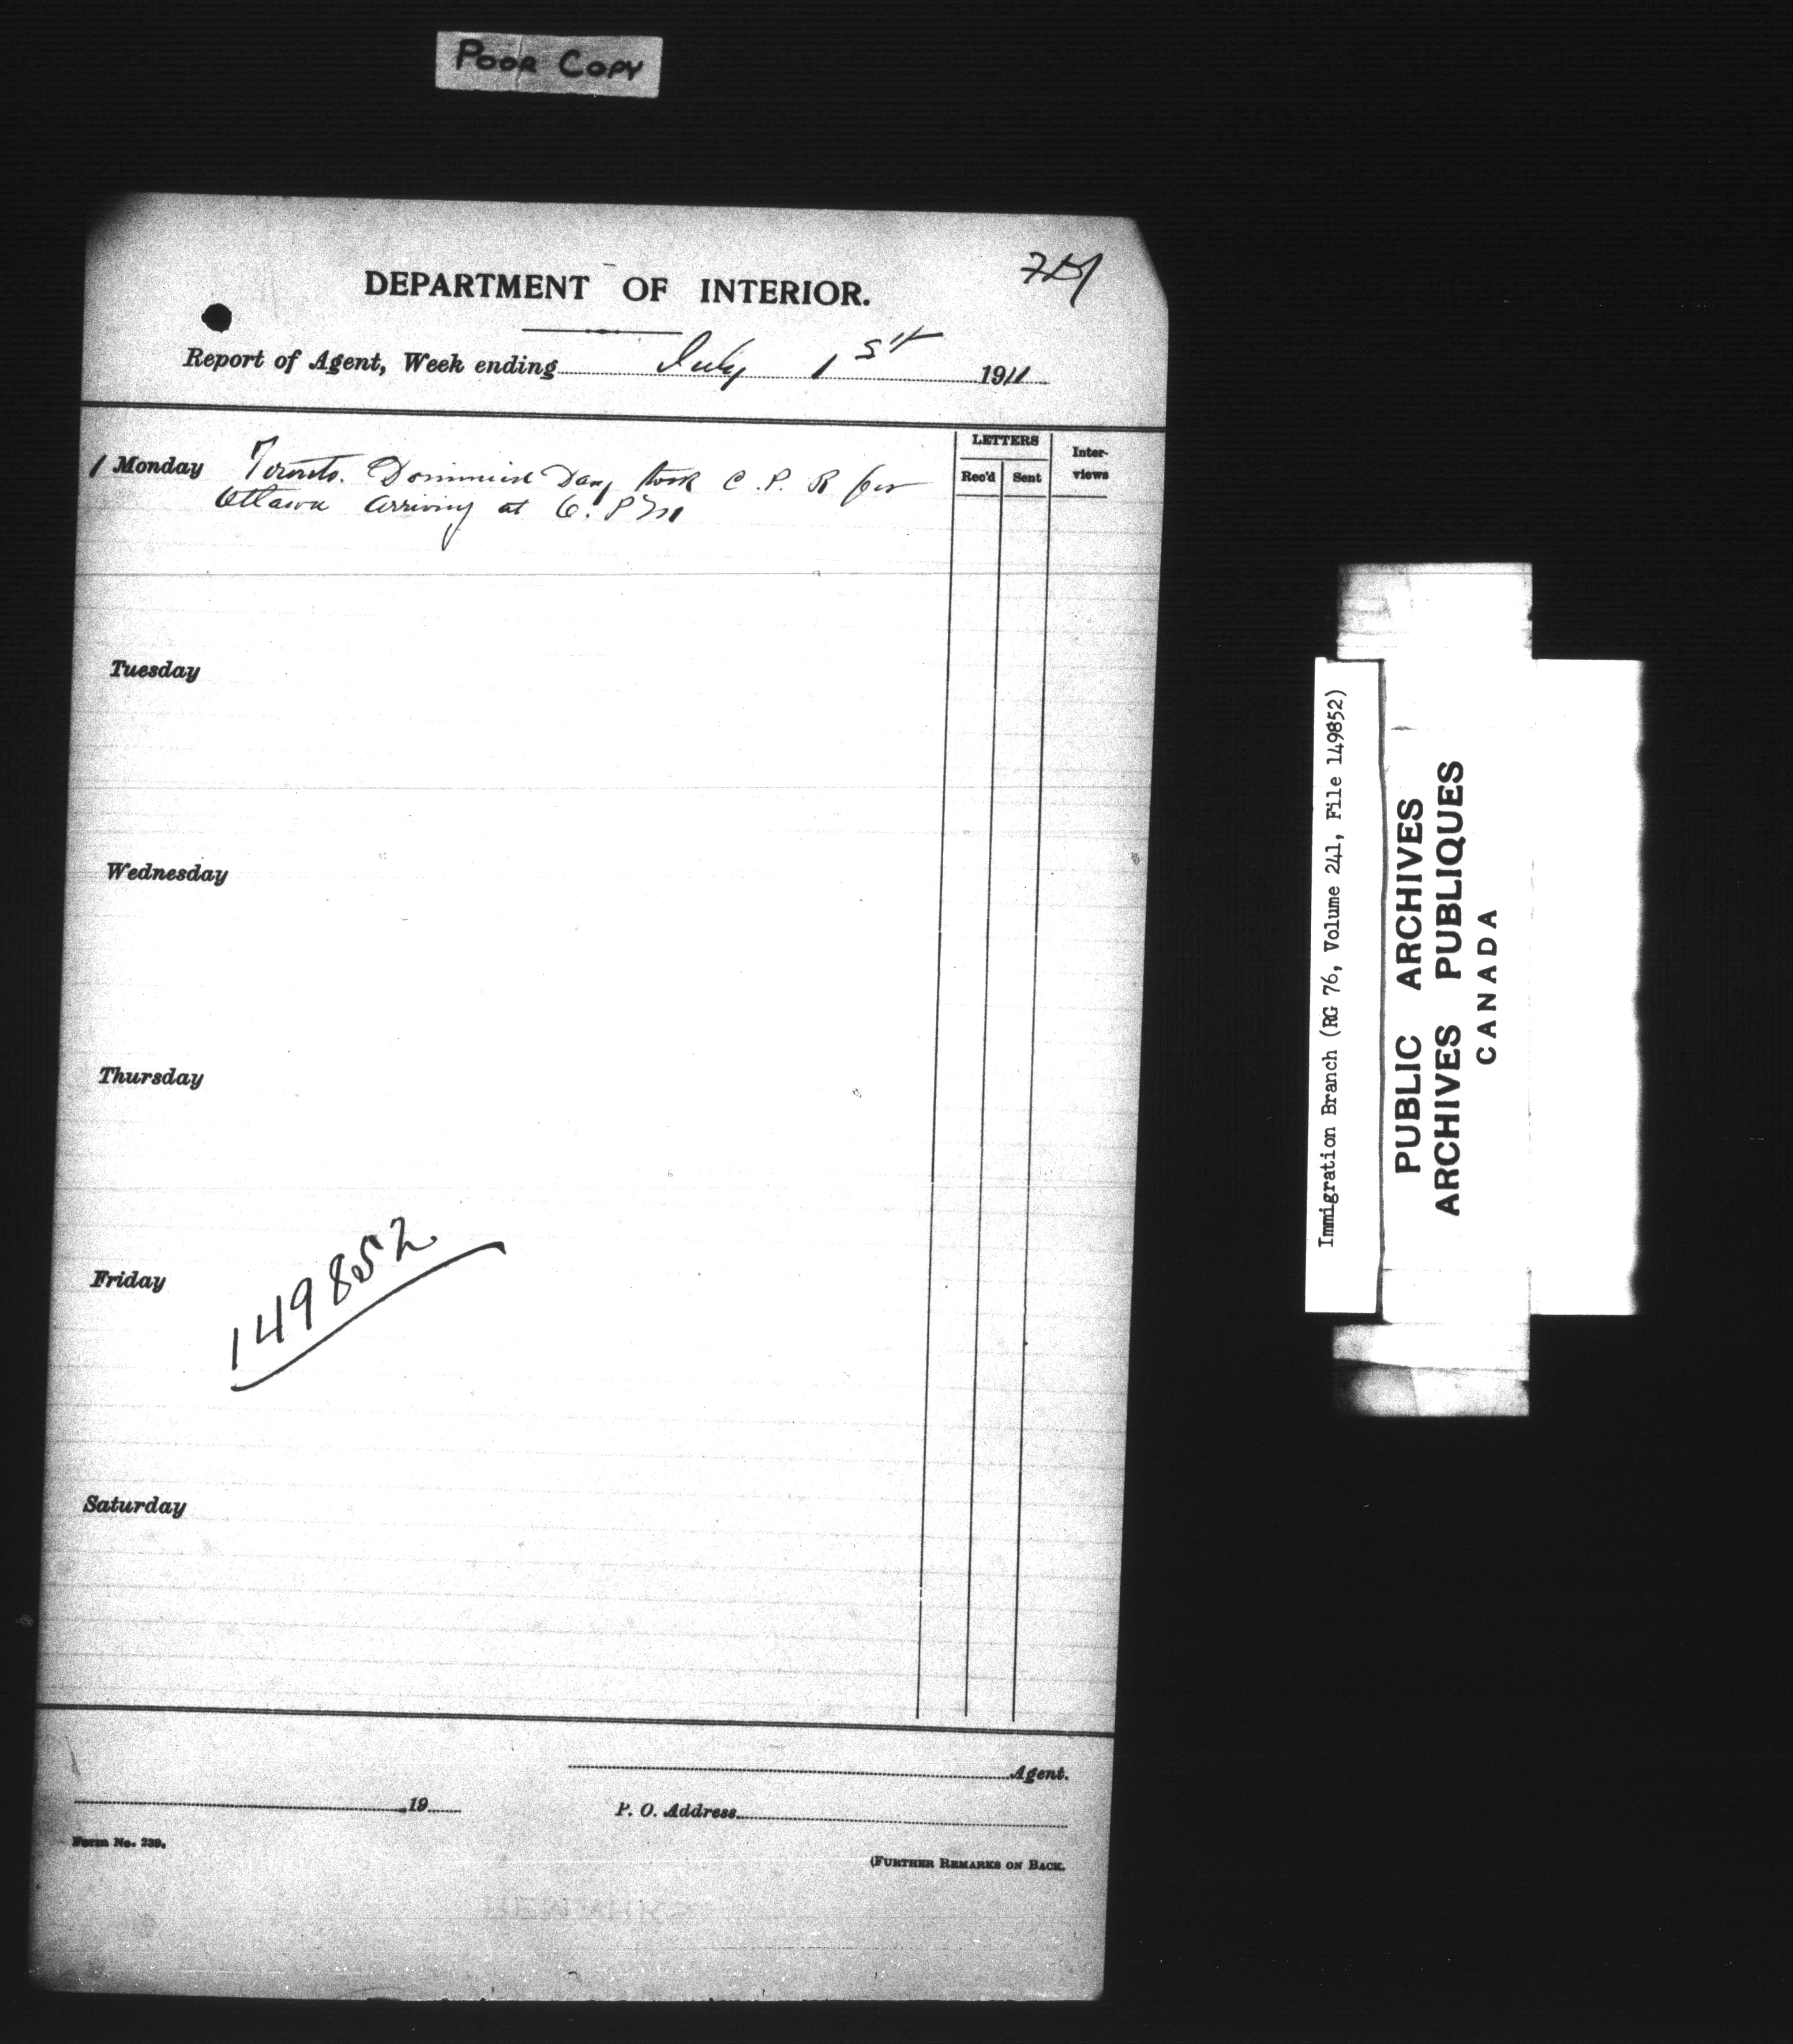 POOR COPY
DEPARTMENT OF INTERIOR.
Report of Agent, Week ending July 1st 1911
LETTERS
Inter-
views
Rec'd Sent
1 Monday Toronto. Dominion Day took C. P. R for
Ottawa arriving at 6. PM
Tuesday
Wednesday
Thursday
Friday
149852
Saturday
Agent.
19
P. O. Address
Form No. 239.
(FURTHER REMARKS ON BACK.
Immigration Branch (RG 76, Volume 241, File 149852)
PUBLIC ARCHIVES
ARCHIVES PUBLIQUES
CANADA